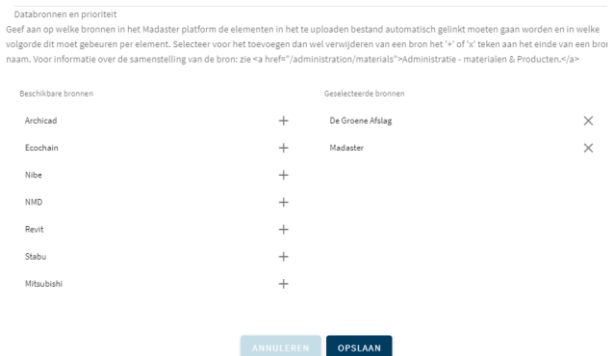 Databronnen en prioriteit
Geef aan op welke bronnen in het Madaster platform de elementen in het te uploaden bestand automatisch gelinkt moeten gaan worden en in welke
volgorde dit moet gebeuren per element. Selecteer voor het toevoegen dan wel verwijderen van een bron het '+' of 'x' teken aan het einde van een bron
naam. Voor informatie over de samenstelling van de bron: zie <a href="/administration/materials">Administratie - materialen & Producten.</a>
Beschikbare bronnen
Geselecteerde bronnen
Archicad +
De Groene Afslag ×
Ecochain +
Madaster ×
Nibe +
NMD +
Revit +
Stabu +
Mitsubishi +
ANNULEREN OPSLAAN